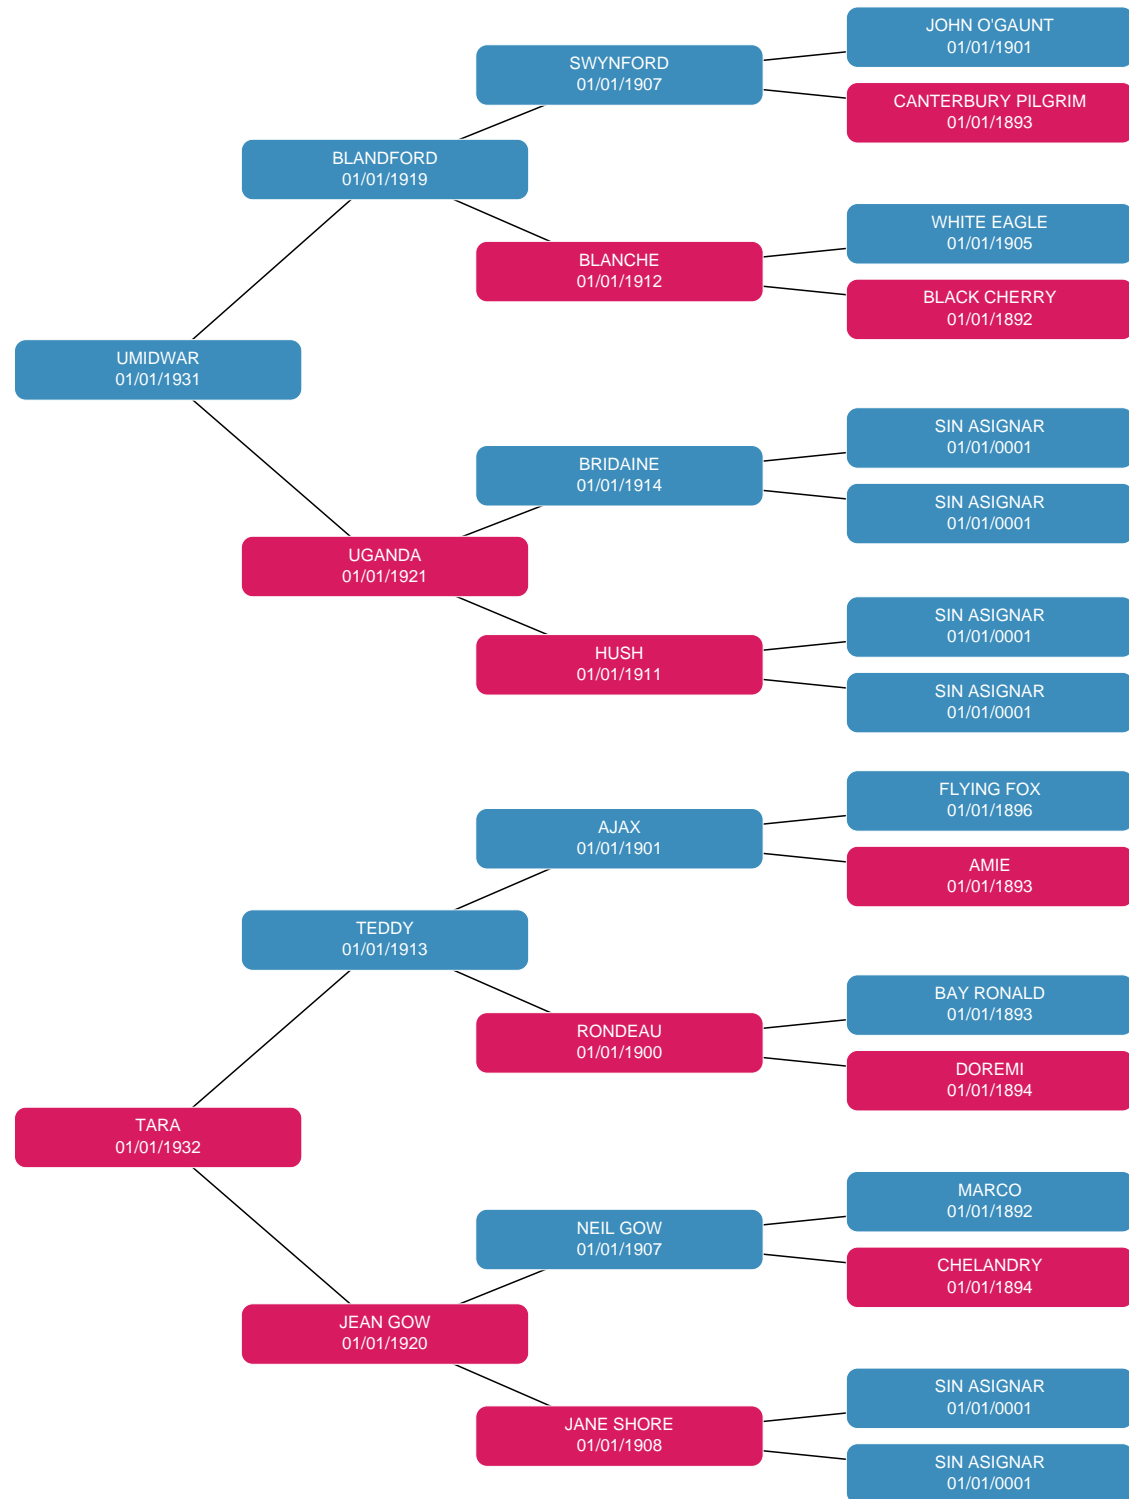 JOHN O'GAUNT
01/01/1901
SWYNFORD
01/01/1907
CANTERBURY PILGRIM
01/01/1893
BLANDFORD
01/01/1919
WHITE EAGLE
01/01/1905
BLANCHE
01/01/1912
BLACK CHERRY
01/01/1892
UMIDWAR
01/01/1931
SIN ASIGNAR
01/01/0001
BRIDAINE
01/01/1914
SIN ASIGNAR
01/01/0001
UGANDA
01/01/1921
SIN ASIGNAR
01/01/0001
HUSH
01/01/1911
SIN ASIGNAR
01/01/0001
FLYING FOX
01/01/1896
AJAX
01/01/1901
AMIE
01/01/1893
TEDDY
01/01/1913
BAY RONALD
01/01/1893
RONDEAU
01/01/1900
DOREMI
01/01/1894
TARA
01/01/1932
MARCO
01/01/1892
NEIL GOW
01/01/1907
CHELANDRY
01/01/1894
JEAN GOW
01/01/1920
SIN ASIGNAR
01/01/0001
JANE SHORE
01/01/1908
SIN ASIGNAR
01/01/0001